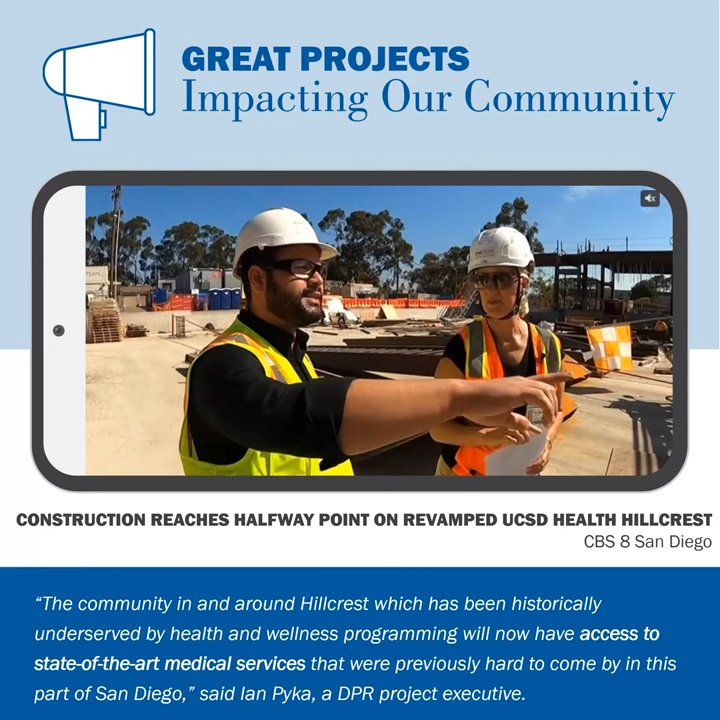 GREAT PROJECTS
Impacting Our Community
CONSTRUCTION REACHES HALFWAY POINT ON REVAMPED UCSD HEALTH HILLCREST
CBS 8 San Diego
“The community in and around Hillcrest which has been historically
underserved by health and wellness programming will now have access to
state-of-the-art medical services that were previously hard to come by in this
part of San Diego,” said Ian Pyka, a DPR project executive.